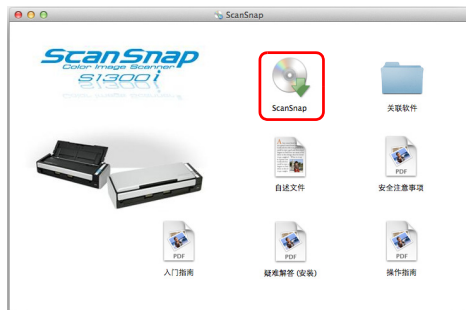 ScanSnap
ScanSnap
Color Image Scanner
S1300i
ScanSnap
关联软件
自述文件
安全注意事项
PDF
PDF
PDF
PDF
入门指南
疑难解答 (安装)
操作指南